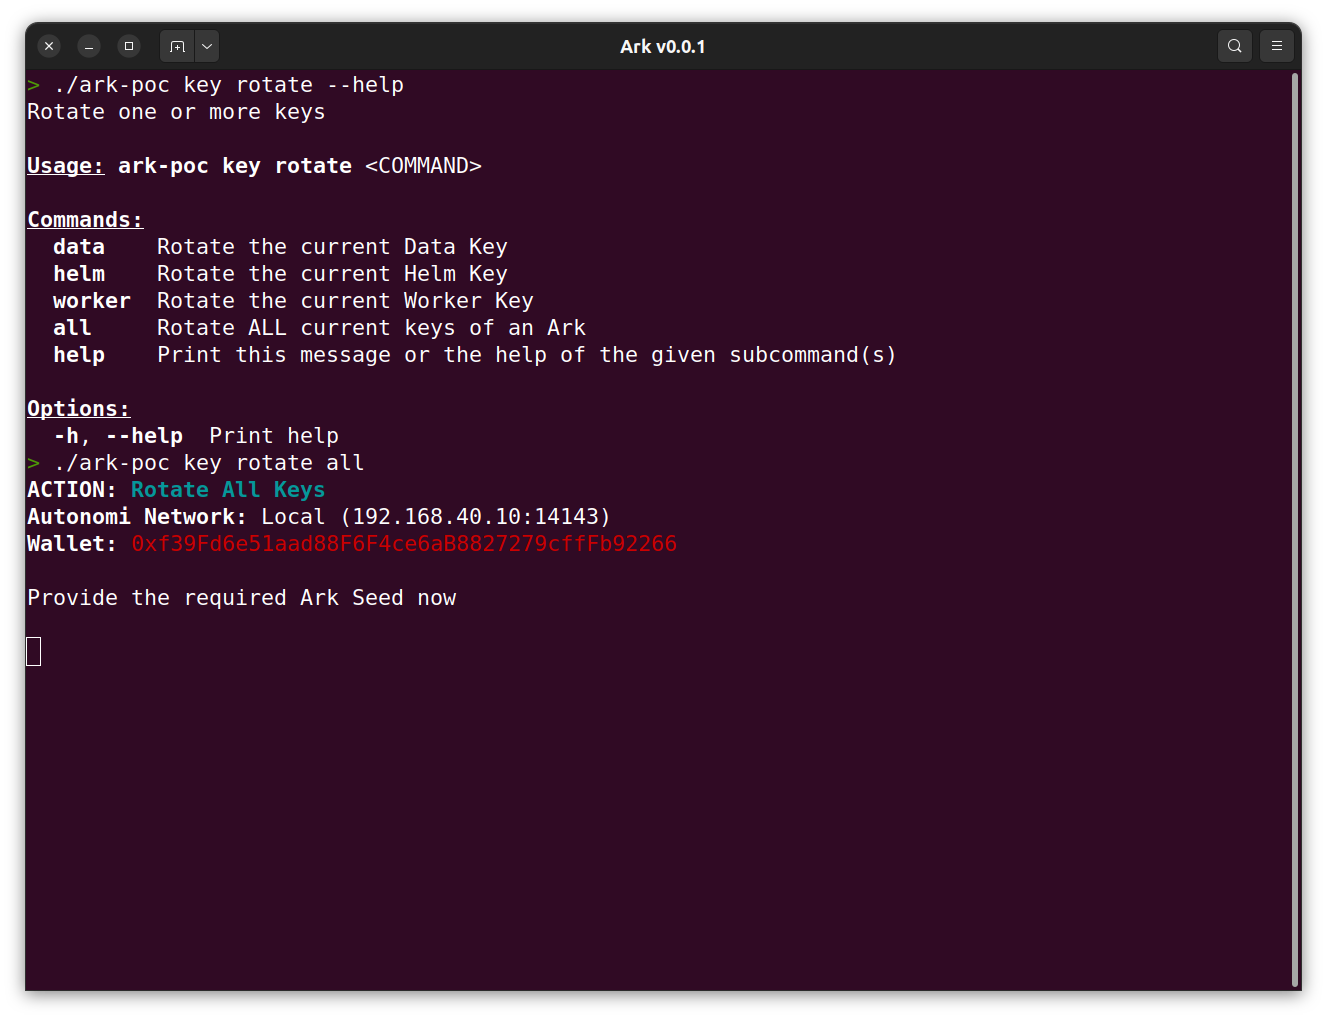 Ark v0.0.1
> ./ark-poc key rotate --help
Rotate one or more keys
Usage: ark-poc key rotate <COMMAND>
Commands:
data    Rotate the current Data Key
helm    Rotate the current Helm Key
worker  Rotate the current Worker Key
all     Rotate ALL current keys of an Ark
help    Print this message or the help of the given subcommand(s)
Options:
-h, --help  Print help
> ./ark-poc key rotate all
ACTION: Rotate All Keys
Autonomi Network: Local (192.168.40.10:14143)
Wallet: 0xf39Fd6e51aad88F6F4ce6aB8827279cffFb92266
Provide the required Ark Seed now